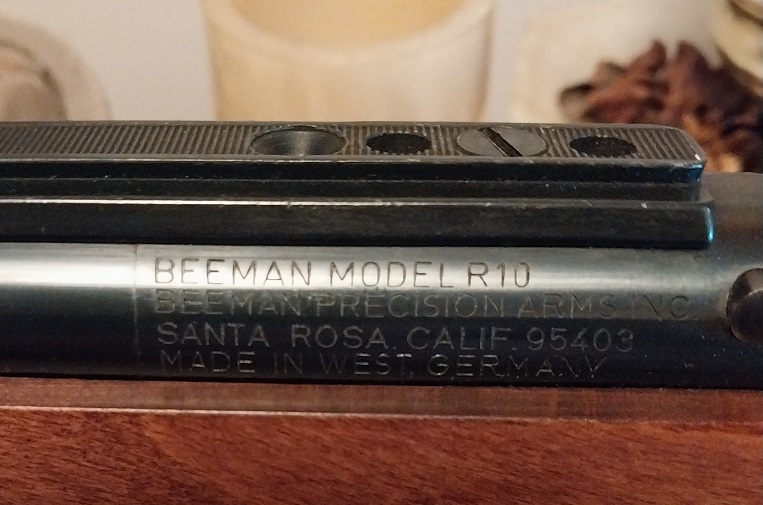 BEEMAN MODEL R10
BEEMAN PRECISION ARMS INC.
SANTA ROSA. CALIF. 95403
MADE IN WEST. GERMANY